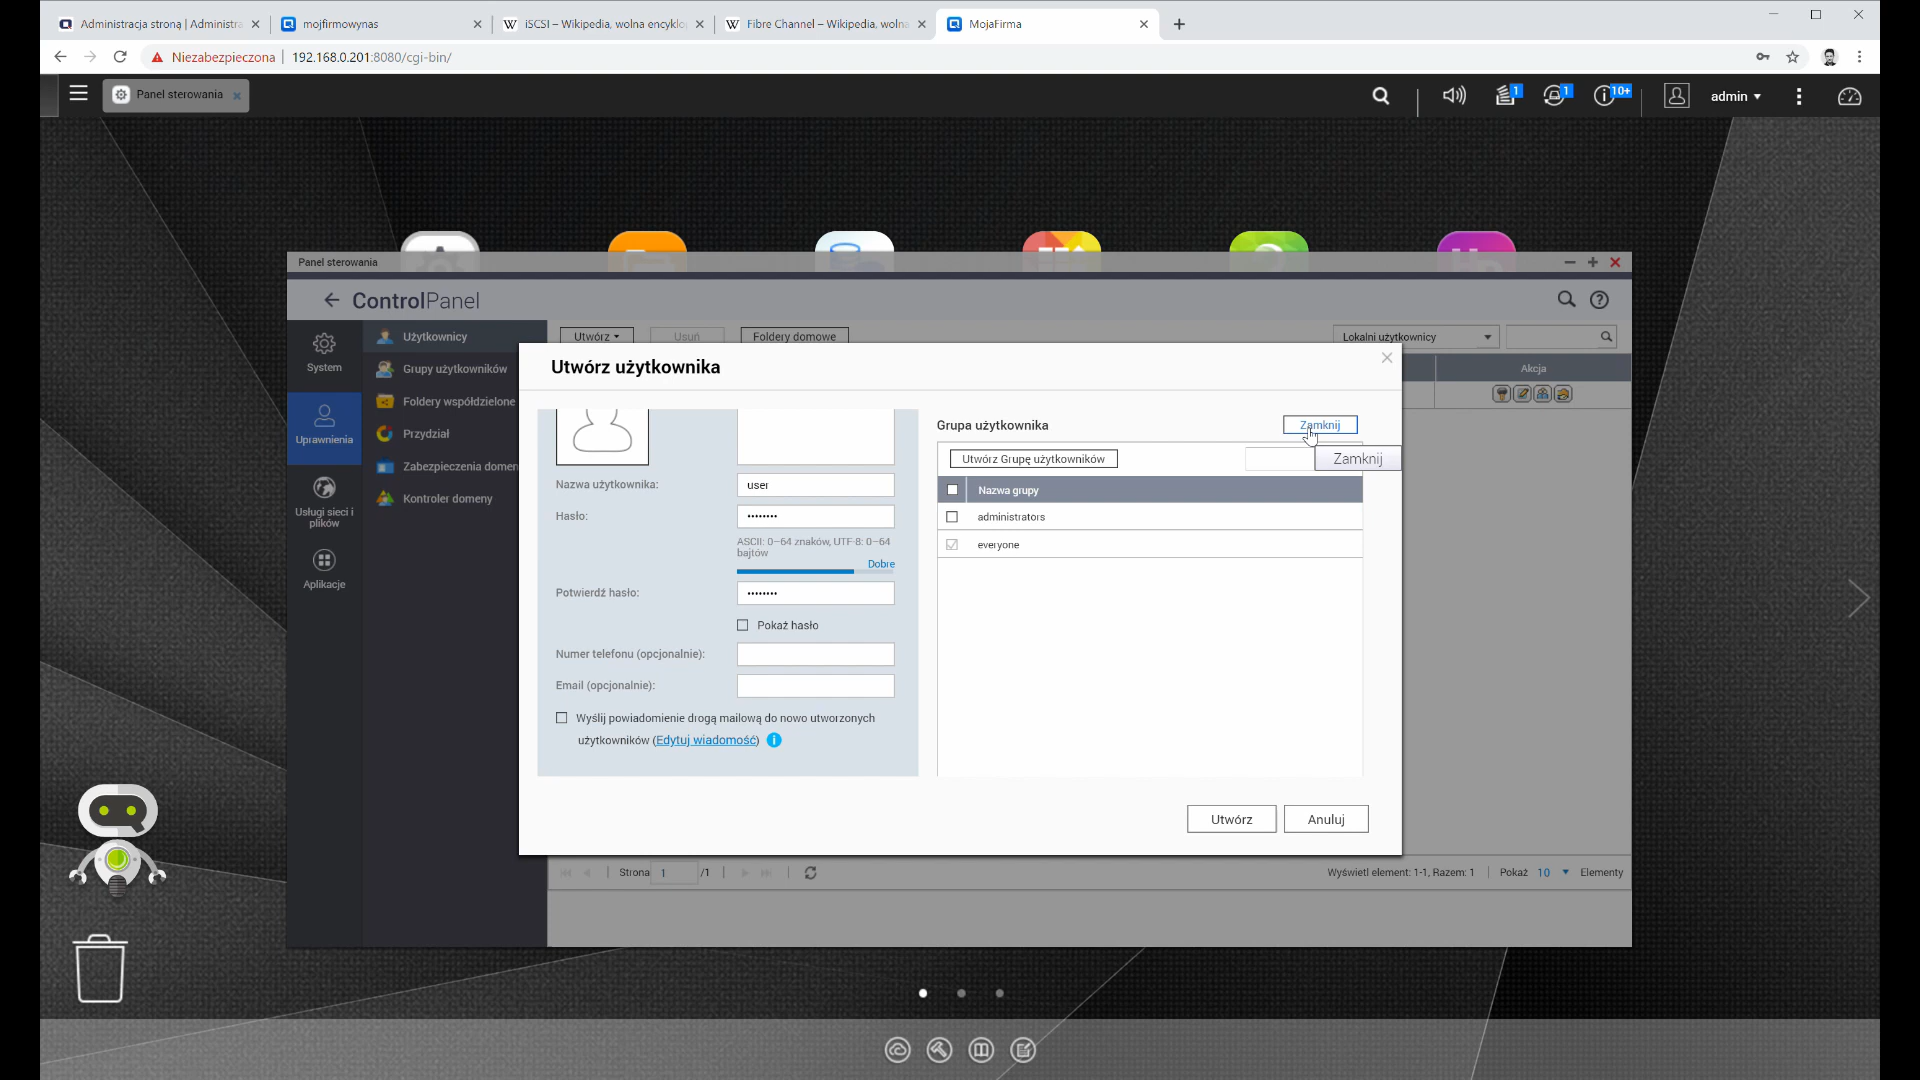 Administracja stroną | Administra
mojfirmowynas
iSCSI – Wikipedia, wolna encyklo
Fibre Channel – Wikipedia, wolna
MojaFirma
Niezabezpieczona
192.168.0.201:8080/cgi-bin/
Panel sterowania
1
1
10+
admin
Panel sterowania
ControlPanel
System
Uprawnienia
Usługi sieci i
plików
Aplikacje
Użytkownicy
Grupy użytkowników
Foldery współdzielone
Przydział
Zabezpieczenia domen
Kontroler domeny
Utwórz
Usuń
Foldery domowe
Lokalni użytkownicy
Akcja
Utwórz użytkownika
Nazwa użytkownika:
user
Hasło:
••••••••
ASCII: 0–64 znaków, UTF-8: 0–64
bajtów
Dobre
Potwierdź hasło:
••••••••
Pokaż hasło
Numer telefonu (opcjonalnie):
Email (opcjonalnie):
Wyślij powiadomienie drogą mailową do nowo utworzonych
użytkowników (Edytuj wiadomość)
Grupa użytkownika
Zamknij
Utwórz Grupę użytkowników
Zamknij
Nazwa grupy
administrators
everyone
Utwórz
Anuluj
Strona 1 /1
Wyświetl element: 1-1, Razem: 1
Pokaż 10 Elementy